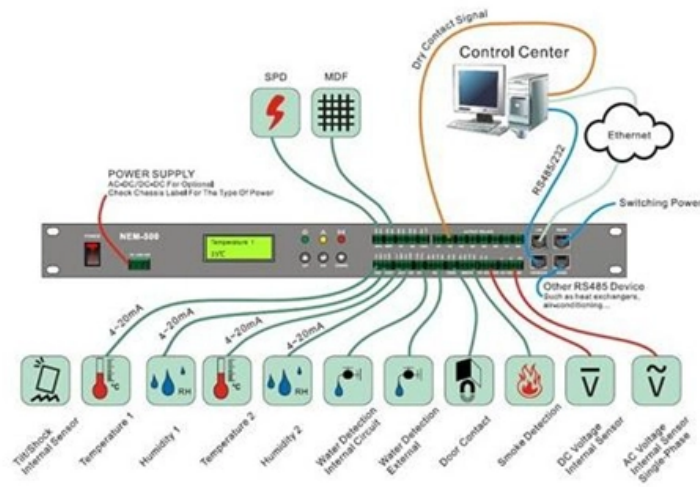 Dry Contact Signal
Control Center
SPD
MDF
Ethernet
RS485/232
POWER SUPPLY
AC-DC/DC-DC For Optional
Check Chassis Label For The Type Of Power
Switching Power
POWER
NEM-500
Temperature 1
Other RS485 Device
Such as heat exchangers,
airconditioning...
4~20mA
4~20mA
4~20mA
4~20mA
°C
RH
°C
RH
V
V
Tilt/Shock
Internal Sensor
Temperature 1
Humidity 1
Temperature 2
Humidity 2
Water Detection
Internal Circuit
Water Detection
External
Door Contact
Smoke Detection
DC Voltage
Internal Sensor
AC Voltage
Internal Sensor
Single-Phase